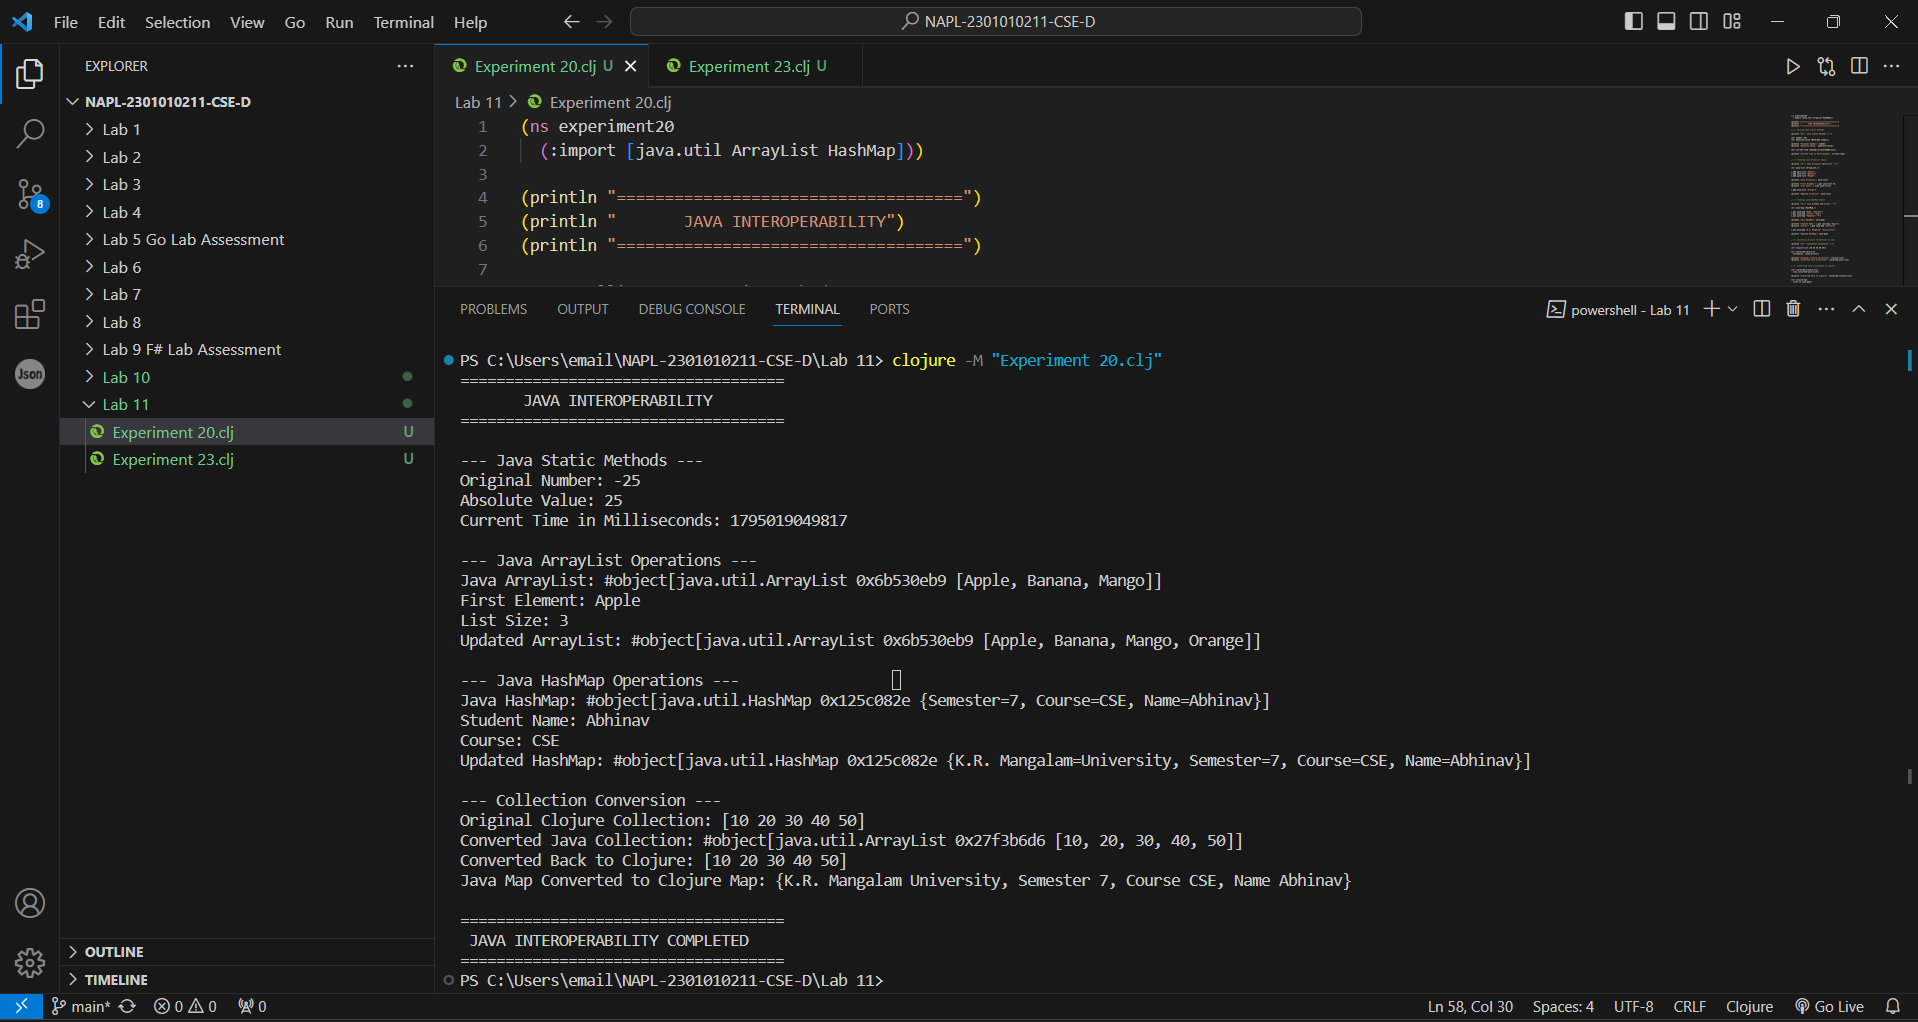 File Edit Selection View Go Run Terminal Help
NAPL-2301010211-CSE-D
EXPLORER
NAPL-2301010211-CSE-D
Lab 1
Lab 2
Lab 3
Lab 4
Lab 5 Go Lab Assessment
Lab 6
Lab 7
Lab 8
Lab 9 F# Lab Assessment
Lab 10
Lab 11
Experiment 20.clj U
Experiment 23.clj U
OUTLINE
TIMELINE
8
Json
Experiment 20.clj U
Experiment 23.clj U
Lab 11 > Experiment 20.clj
1 (ns experiment20
2 (:import [java.util ArrayList HashMap]))
3
4 (println "====================================")
5 (println "       JAVA INTEROPERABILITY")
6 (println "====================================")
7
PROBLEMS OUTPUT DEBUG CONSOLE TERMINAL PORTS
powershell - Lab 11
PS C:\Users\email\NAPL-2301010211-CSE-D\Lab 11> clojure -M "Experiment 20.clj"
====================================
JAVA INTEROPERABILITY
====================================
--- Java Static Methods ---
Original Number: -25
Absolute Value: 25
Current Time in Milliseconds: 1795019049817
--- Java ArrayList Operations ---
Java ArrayList: #object[java.util.ArrayList 0x6b530eb9 [Apple, Banana, Mango]]
First Element: Apple
List Size: 3
Updated ArrayList: #object[java.util.ArrayList 0x6b530eb9 [Apple, Banana, Mango, Orange]]
--- Java HashMap Operations ---
Java HashMap: #object[java.util.HashMap 0x125c082e {Semester=7, Course=CSE, Name=Abhinav}]
Student Name: Abhinav
Course: CSE
Updated HashMap: #object[java.util.HashMap 0x125c082e {K.R. Mangalam=University, Semester=7, Course=CSE, Name=Abhinav}]
--- Collection Conversion ---
Original Clojure Collection: [10 20 30 40 50]
Converted Java Collection: #object[java.util.ArrayList 0x27f3b6d6 [10, 20, 30, 40, 50]]
Converted Back to Clojure: [10 20 30 40 50]
Java Map Converted to Clojure Map: {K.R. Mangalam University, Semester 7, Course CSE, Name Abhinav}
====================================
JAVA INTEROPERABILITY COMPLETED
====================================
PS C:\Users\email\NAPL-2301010211-CSE-D\Lab 11>
main* 0 0 0
Ln 58, Col 30 Spaces: 4 UTF-8 CRLF Clojure Go Live